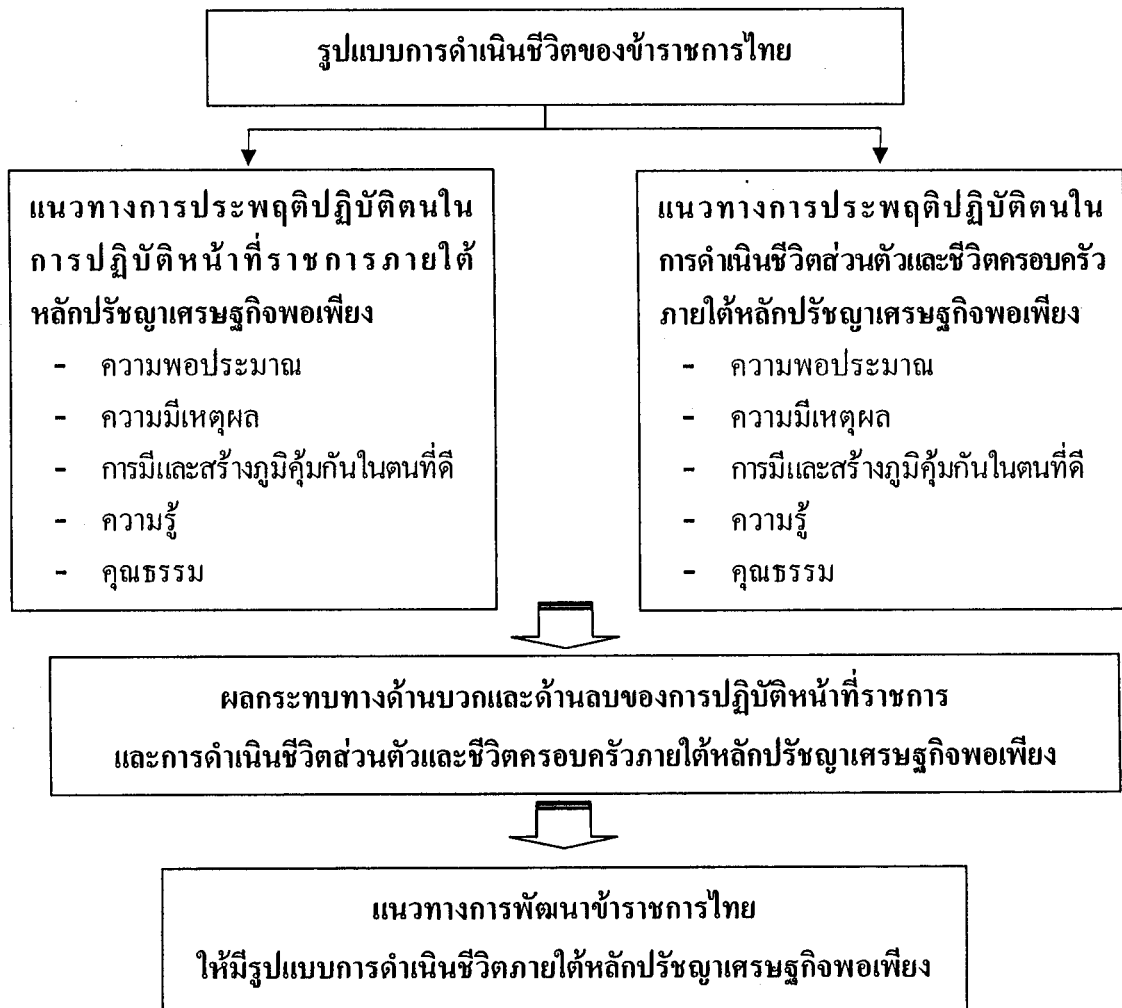 รูปแบบการดำเนินชีวิตของข้าราชการไทย
แนวทางการประพฤติปฏิบัติตนใน
การปฏิบัติหน้าที่ราชการภายใต้
หลักปรัชญาเศรษฐกิจพอเพียง
- ความพอประมาณ
- ความมีเหตุผล
- การมีและสร้างภูมิคุ้มกันในตนที่ดี
- ความรู้
- คุณธรรม
แนวทางการประพฤติปฏิบัติตนใน
การดำเนินชีวิตส่วนตัวและชีวิตครอบครัว
ภายใต้หลักปรัชญาเศรษฐกิจพอเพียง
- ความพอประมาณ
- ความมีเหตุผล
- การมีและสร้างภูมิคุ้มกันในตนที่ดี
- ความรู้
- คุณธรรม
ผลกระทบทางด้านบวกและด้านลบของการปฏิบัติหน้าที่ราชการ
และการดำเนินชีวิตส่วนตัวและชีวิตครอบครัวภายใต้หลักปรัชญาเศรษฐกิจพอเพียง
แนวทางการพัฒนาข้าราชการไทย
ให้มีรูปแบบการดำเนินชีวิตภายใต้หลักปรัชญาเศรษฐกิจพอเพียง